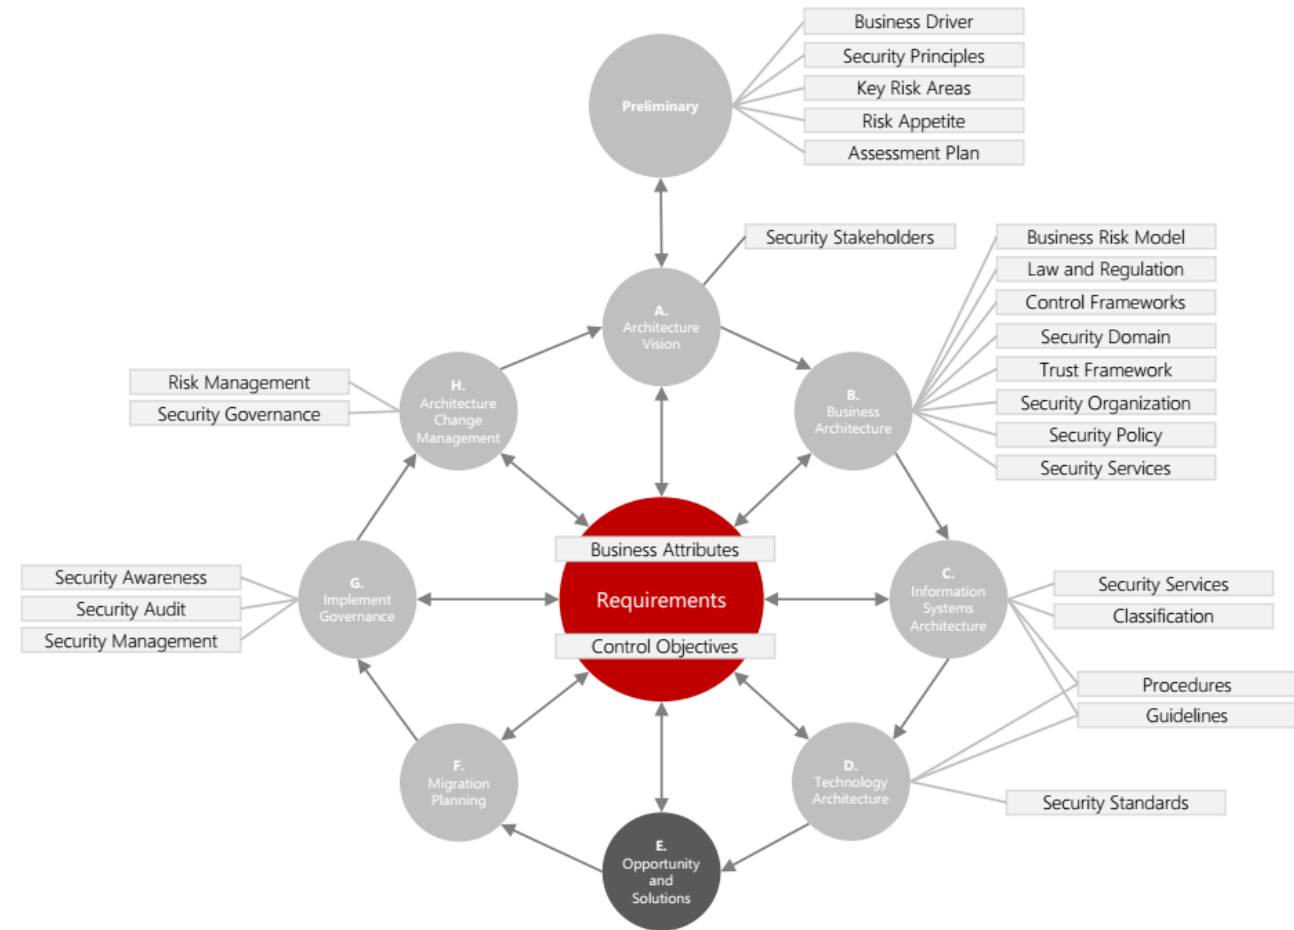 Business Driver
Security Principles
Preliminary
Key Risk Areas
Risk Appetite
Assessment Plan
Security Stakeholders
Business Risk Model
Law and Regulation
Control Frameworks
Security Domain
Trust Framework
Security Organization
Security Policy
Security Services
A.
Architecture
Vision
B.
Business
Architecture
H.
Architecture
Change
Management
Risk Management
Security Governance
Business Attributes
Requirements
Control Objectives
C.
Information
Systems
Architecture
Security Services
Classification
Procedures
Guidelines
G.
Implement
Governance
Security Awareness
Security Audit
Security Management
D.
Technology
Architecture
Security Standards
F.
Migration
Planning
E.
Opportunity
and
Solutions